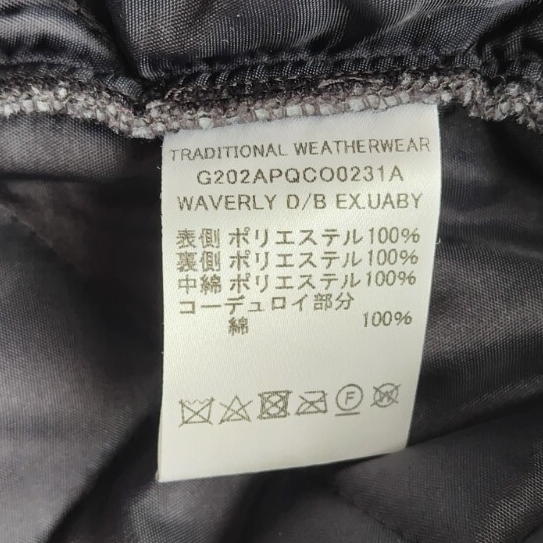 TRADITIONAL WEATHERWEAR
G202APQCO0231A
WAVERLY D/B EX.UABY
表側 ポリエステル100%
裏側 ポリエステル100%
中綿 ポリエステル100%
コーデュロイ部分
綿 100%
F W